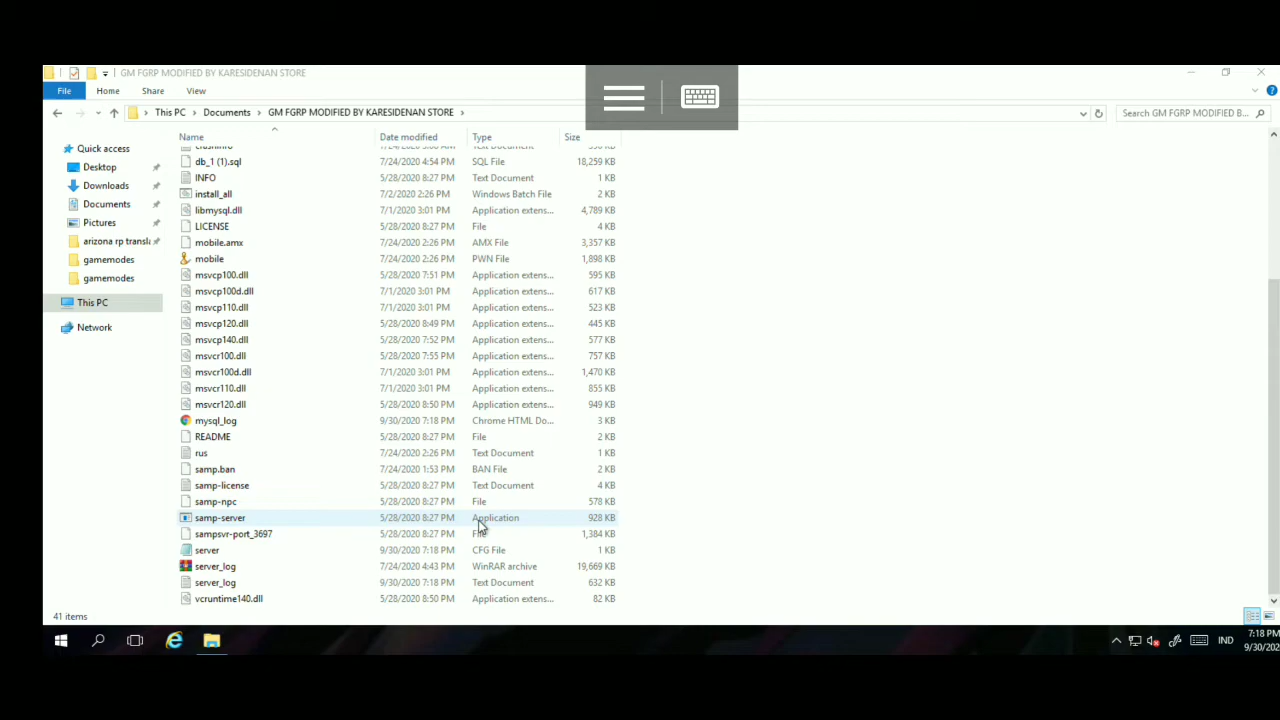 GM FGRP MODIFIED BY KARESIDENAN STORE
File Home Share View
This PC Documents GM FGRP MODIFIED BY KARESIDENAN STORE Search GM FGRP MODIFIED B...
Name Date modified Type Size
Quick access
Desktop
Downloads
Documents
Pictures
arizona rp transl
gamemodes
gamemodes
This PC
Network
db_1 (1).sql 7/24/2020 4:54 PM SQL File 18,259 KB
INFO 5/28/2020 8:27 PM Text Document 1 KB
install_all 7/2/2020 2:26 PM Windows Batch File 2 KB
libmysql.dll 7/1/2020 3:01 PM Application extens... 4,789 KB
LICENSE 5/28/2020 8:27 PM File 4 KB
mobile.amx 7/24/2020 2:26 PM AMX File 3,357 KB
mobile 7/24/2020 2:26 PM PWN File 1,898 KB
msvcp100.dll 5/28/2020 7:51 PM Application extens... 595 KB
msvcp100d.dll 7/1/2020 3:01 PM Application extens... 617 KB
msvcp110.dll 7/1/2020 3:01 PM Application extens... 523 KB
msvcp120.dll 5/28/2020 8:49 PM Application extens... 445 KB
msvcp140.dll 5/28/2020 7:52 PM Application extens... 577 KB
msvcr100.dll 5/28/2020 7:55 PM Application extens... 757 KB
msvcr100d.dll 7/1/2020 3:01 PM Application extens... 1,470 KB
msvcr110.dll 7/1/2020 3:01 PM Application extens... 855 KB
msvcr120.dll 5/28/2020 8:50 PM Application extens... 949 KB
mysql_log 9/30/2020 7:18 PM Chrome HTML Do... 3 KB
README 5/28/2020 8:27 PM File 2 KB
rus 7/24/2020 2:26 PM Text Document 1 KB
samp.ban 7/24/2020 1:53 PM BAN File 2 KB
samp-license 5/28/2020 8:27 PM Text Document 4 KB
samp-npc 5/28/2020 8:27 PM File 578 KB
samp-server 5/28/2020 8:27 PM Application 928 KB
sampsvr-port_3697 5/28/2020 8:27 PM File 1,384 KB
server 9/30/2020 7:18 PM CFG File 1 KB
server_log 7/24/2020 4:43 PM WinRAR archive 19,669 KB
server_log 9/30/2020 7:18 PM Text Document 632 KB
vcruntime140.dll 5/28/2020 8:50 PM Application extens... 82 KB
41 items
IND
7:18 PM
9/30/202